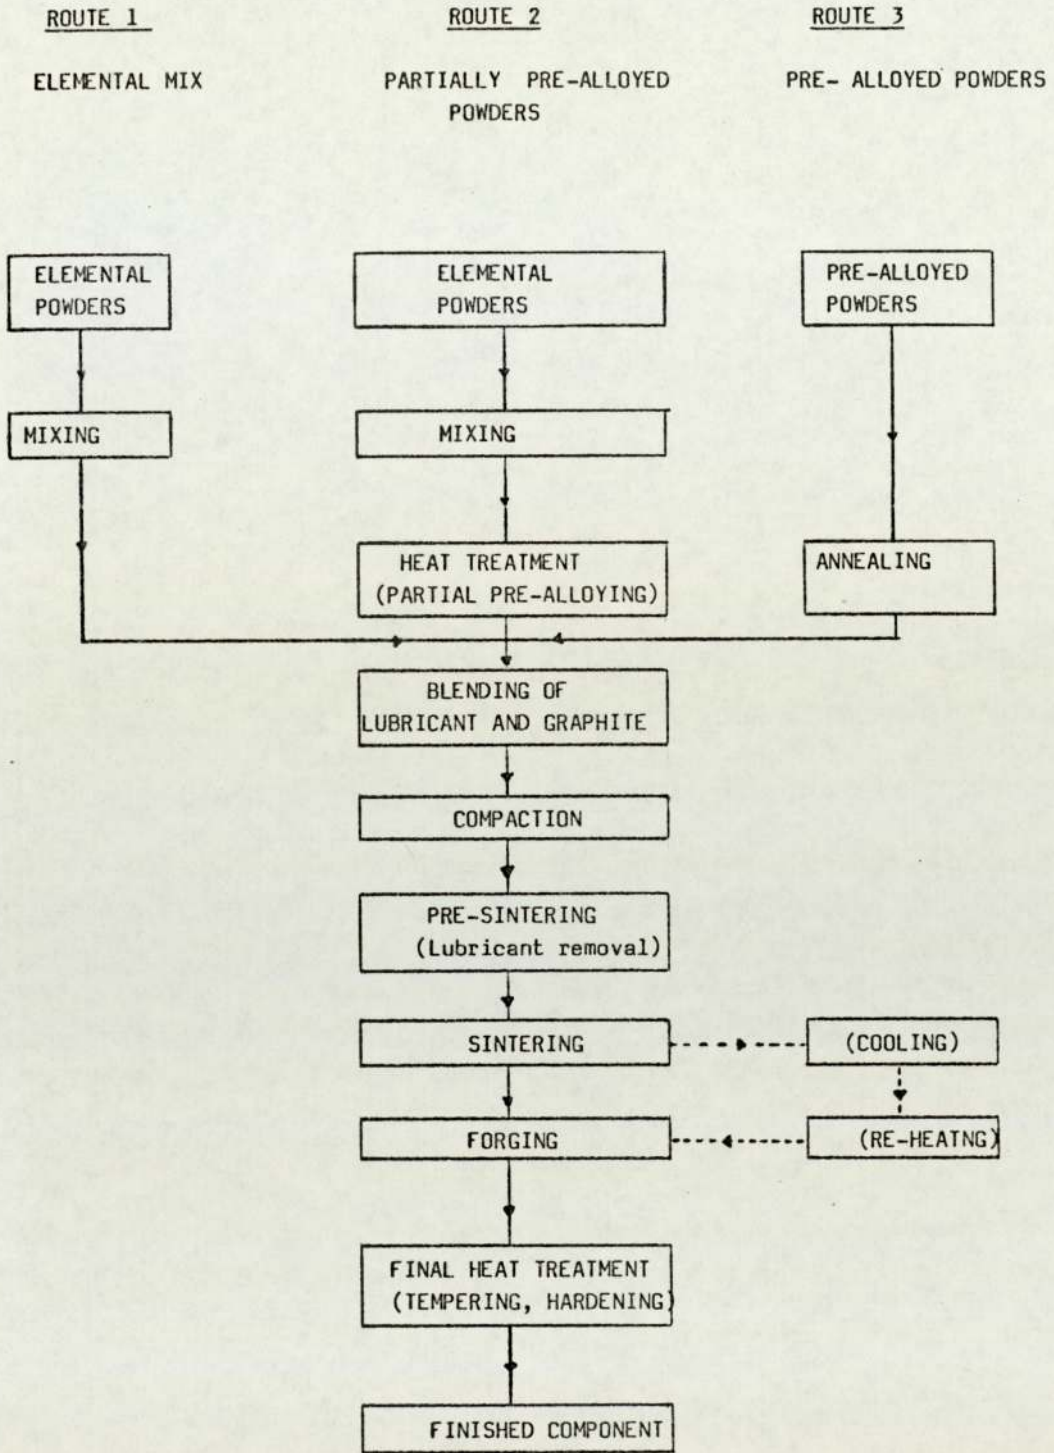 ROUTE 1
ROUTE 2
ROUTE 3
ELEMENTAL MIX
PARTIALLY PRE-ALLOYED
POWDERS
PRE- ALLOYED POWDERS
ELEMENTAL
POWDERS
ELEMENTAL
POWDERS
PRE-ALLOYED
POWDERS
MIXING
MIXING
HEAT TREATMENT
(PARTIAL PRE-ALLOYING)
ANNEALING
BLENDING OF
LUBRICANT AND GRAPHITE
COMPACTION
PRE-SINTERING
(Lubricant removal)
SINTERING
(COOLING)
FORGING
(RE-HEATNG)
FINAL HEAT TREATMENT
(TEMPERING, HARDENING)
FINISHED COMPONENT